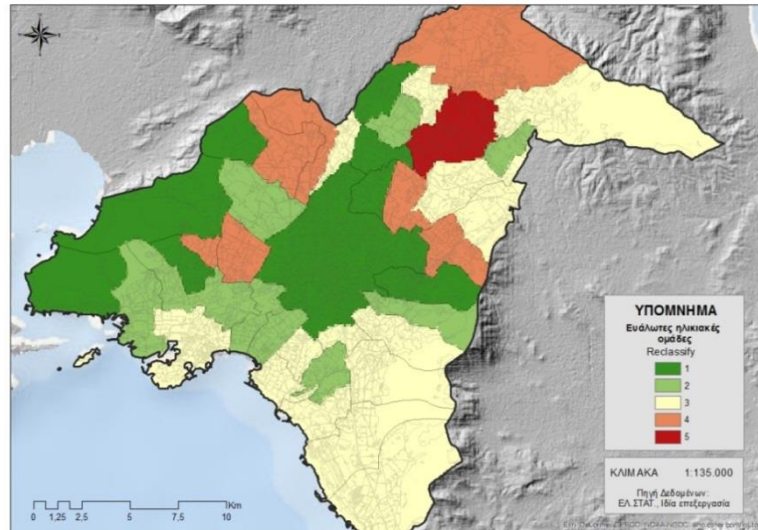 ΥΠΟΜΝΗΜΑ
Ευάλωτες ηλικιακές
ομάδες
Reclassify
1
2
3
4
5
ΚΛΙΜΑΚΑ 1:135.000
Πηγή Δεδομένων:
ΕΛ.ΣΤΑΤ., Ιδία επεξεργασία
Km
0 1,25 2,5 5 7,5 10